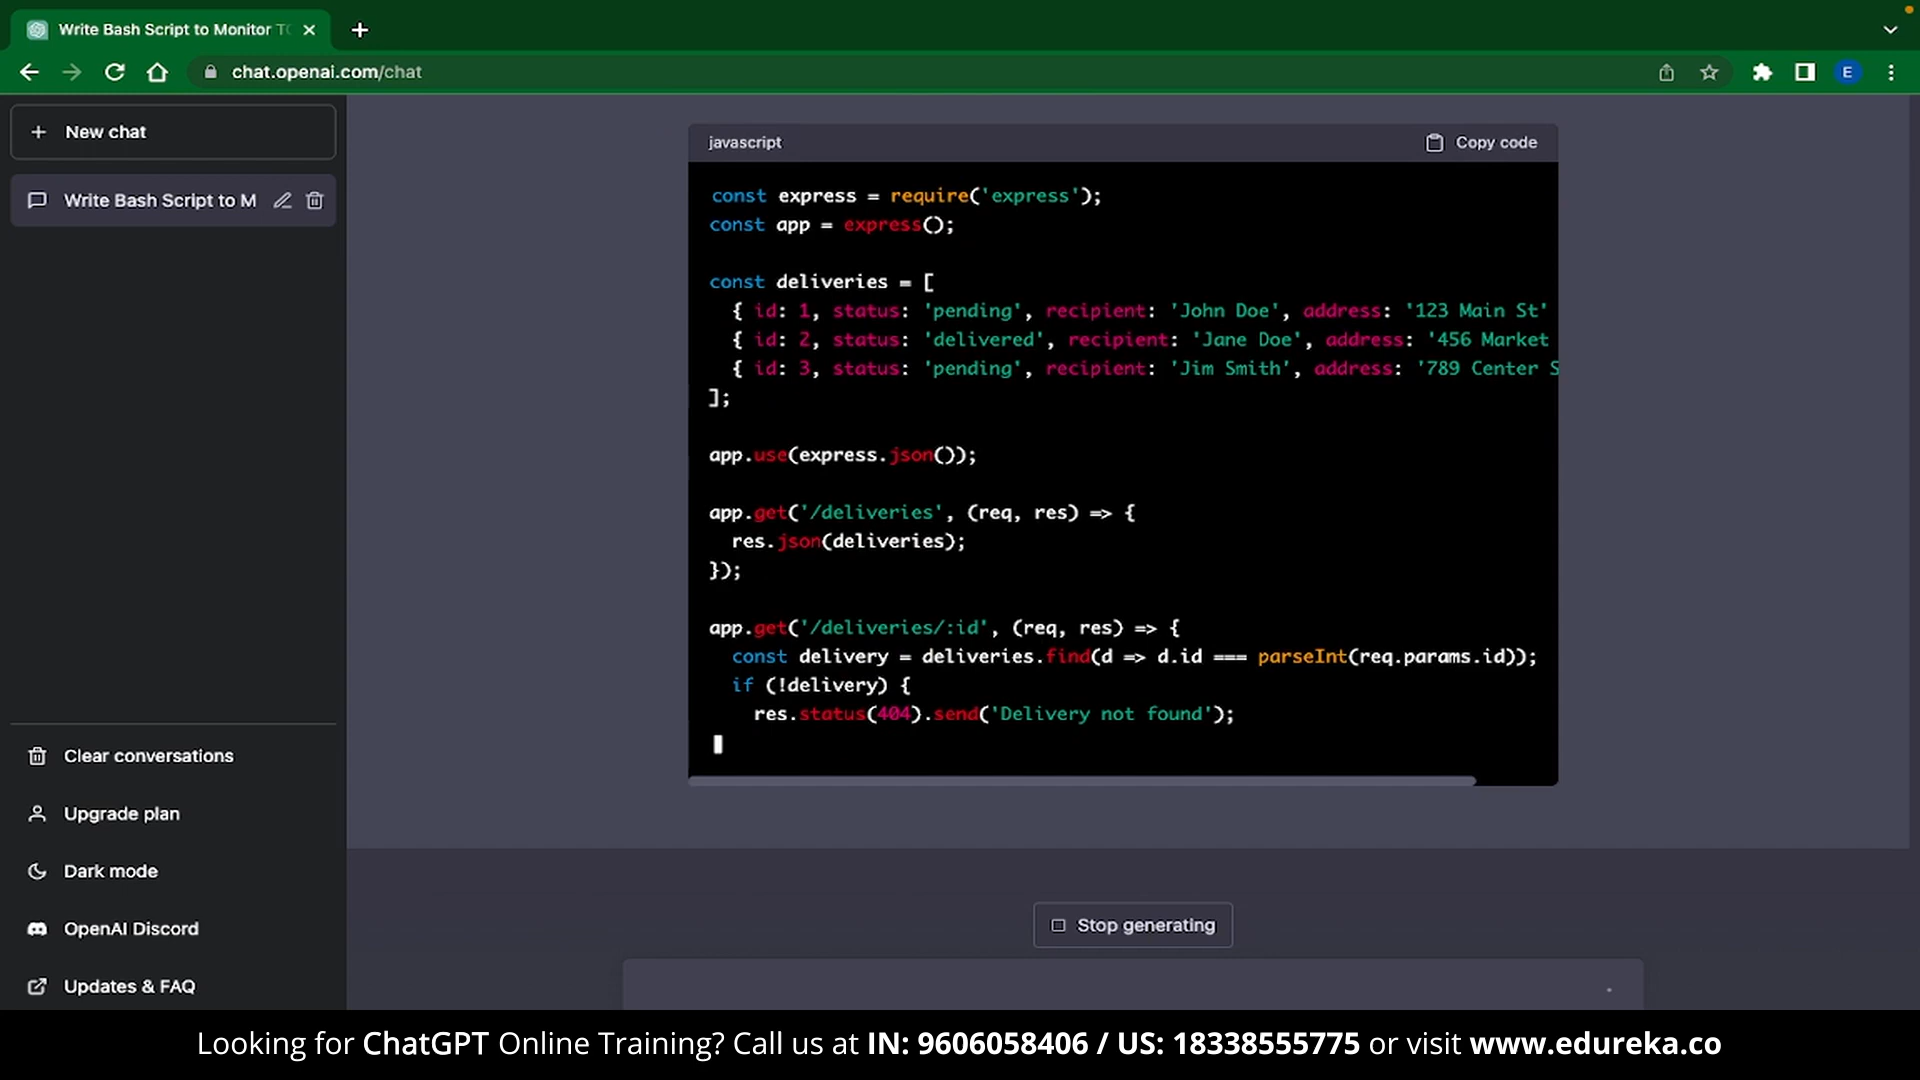 Write Bash Script to Monitor TC
chat.openai.com/chat
E
New chat
Write Bash Script to M
Clear conversations
Upgrade plan
Dark mode
OpenAI Discord
Updates & FAQ
javascript
Copy code
const express = require('express');
const app = express();
const deliveries = [
{ id: 1, status: 'pending', recipient: 'John Doe', address: '123 Main St'
{ id: 2, status: 'delivered', recipient: 'Jane Doe', address: '456 Market
{ id: 3, status: 'pending', recipient: 'Jim Smith', address: '789 Center S
];
app.use(express.json());
app.get('/deliveries', (req, res) => {
res.json(deliveries);
});
app.get('/deliveries/:id', (req, res) => {
const delivery = deliveries.find(d => d.id === parseInt(req.params.id));
if (!delivery) {
res.status(404).send('Delivery not found');
Stop generating
Looking for ChatGPT Online Training? Call us at IN: 9606058406 / US: 18338555775 or visit www.edureka.co